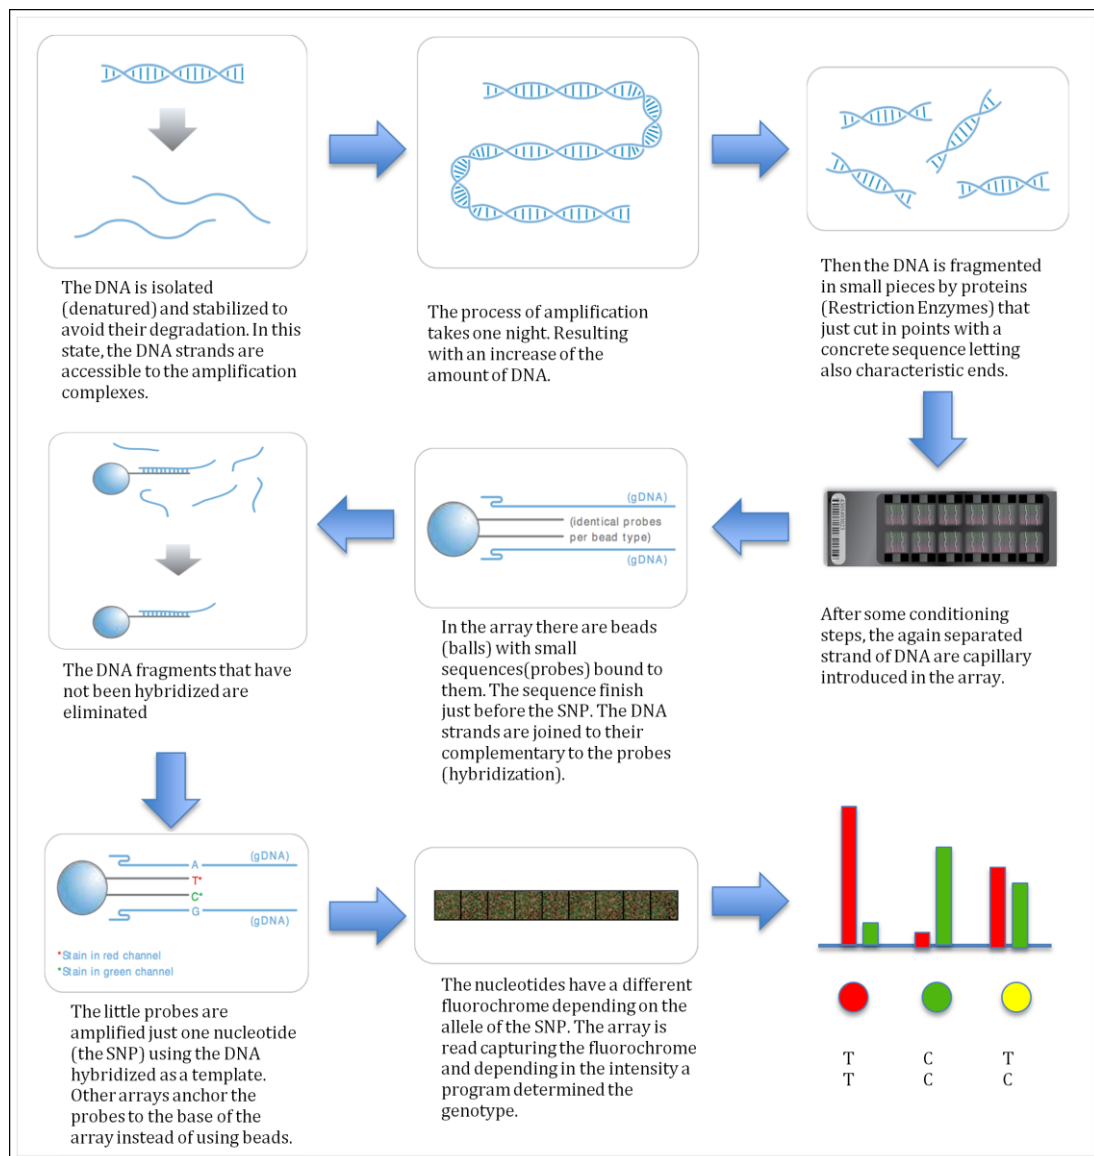 The DNA is isolated
(denatured) and stabilized to
avoid their degradation. In this
state, the DNA strands are
accessible to the amplification
complexes.
The process of amplification
takes one night. Resulting
with an increase of the
amount of DNA.
Then the DNA is fragmented
in small pieces by proteins
(Restriction Enzymes) that
just cut in points with a
concrete sequence letting
also characteristic ends.
After some conditioning
steps, the again separated
strand of DNA are capillary
introduced in the array.
(gDNA)
(identical probes
per bead type)
(gDNA)
In the array there are beads
(balls) with small
sequences(probes) bound to
them. The sequence finish
just before the SNP. The DNA
strands are joined to their
complementary to the probes
(hybridization).
The DNA fragments that have
not been hybridized are
eliminated
A (gDNA)
T*
C*
G (gDNA)
*Stain in red channel
*Stain in green channel
The little probes are
amplified just one nucleotide
(the SNP) using the DNA
hybridized as a template.
Other arrays anchor the
probes to the base of the
array instead of using beads.
The nucleotides have a different
fluorochrome depending on the
allele of the SNP. The array is
read capturing the fluorochrome
and depending in the intensity a
program determined the
genotype.
T C T
T C C